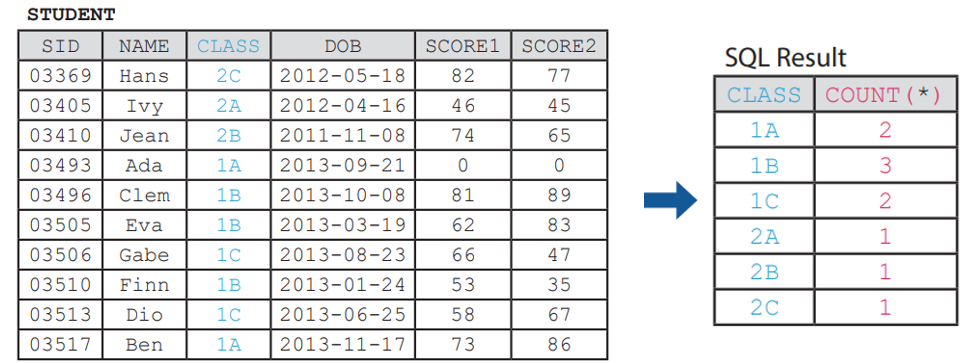 STUDENT
SID NAME CLASS DOB SCORE1 SCORE2
03369 Hans 2C 2012-05-18 82 77
03405 Ivy 2A 2012-04-16 46 45
03410 Jean 2B 2011-11-08 74 65
03493 Ada 1A 2013-09-21 0 0
03496 Clem 1B 2013-10-08 81 89
03505 Eva 1B 2013-03-19 62 83
03506 Gabe 1C 2013-08-23 66 47
03510 Finn 1B 2013-01-24 53 35
03513 Dio 1C 2013-06-25 58 67
03517 Ben 1A 2013-11-17 73 86
SQL Result
CLASS COUNT(*)
1A 2
1B 3
1C 2
2A 1
2B 1
2C 1